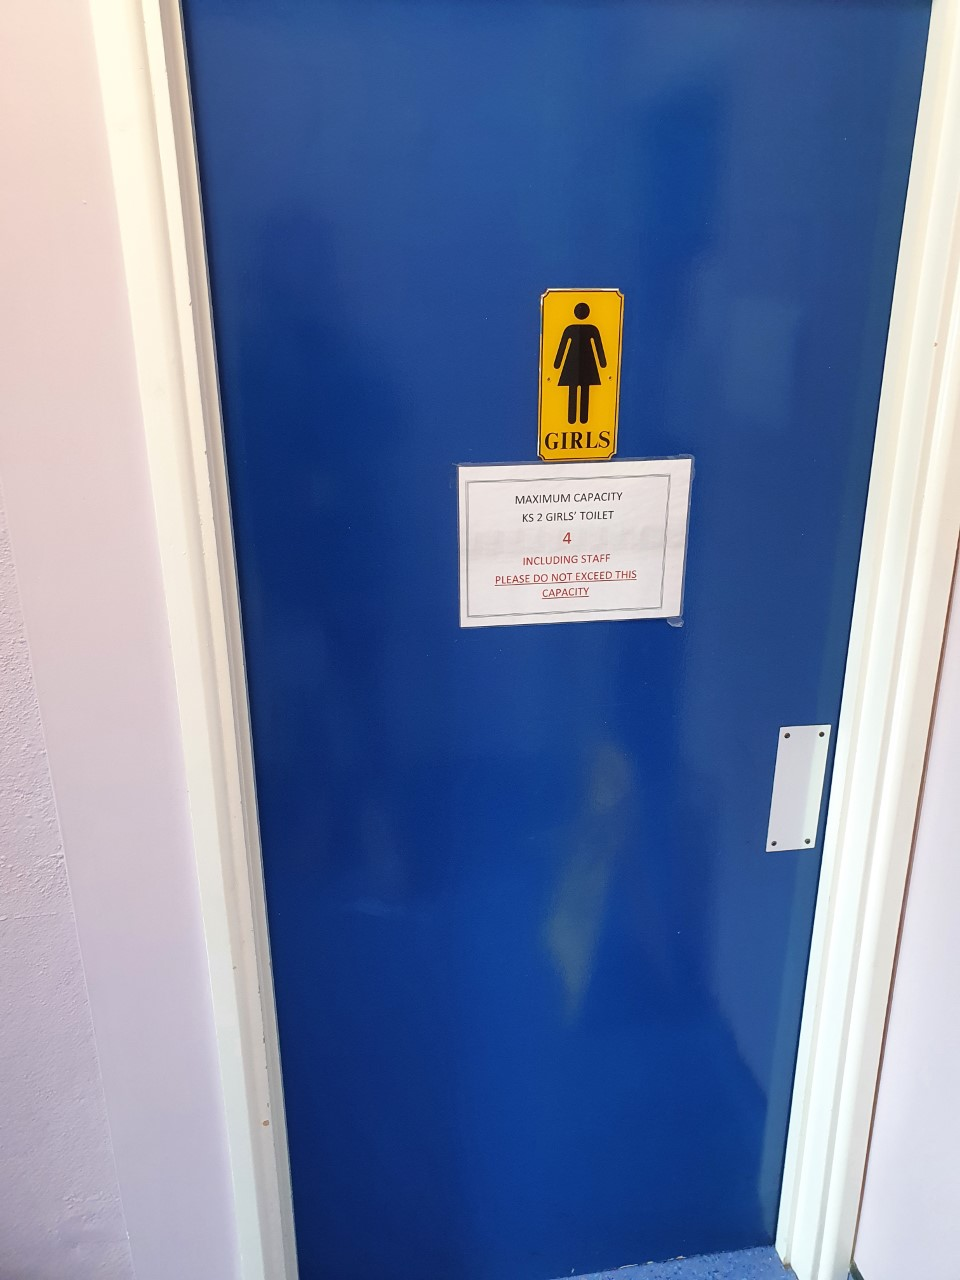 GIRLS
MAXIMUM CAPACITY
KS 2 GIRLS' TOILET
4
INCLUDING STAFF
PLEASE DO NOT EXCEED THIS
CAPACITY